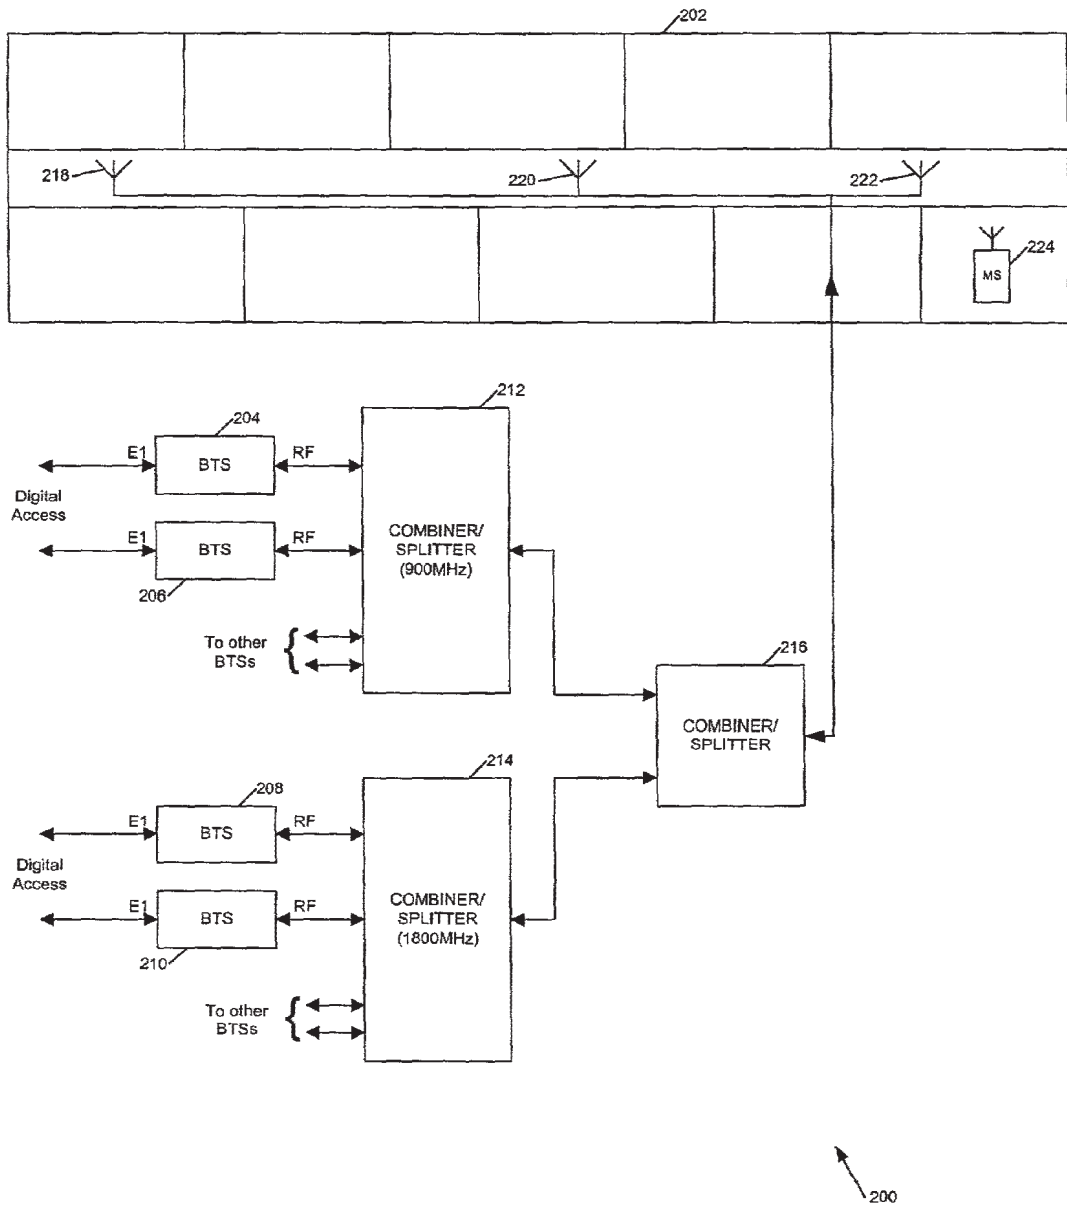 202
218
220
222
224
MS
212
204
E1
BTS
RF
Digital
Access
E1
BTS
RF
206
COMBINER/
SPLITTER
(900MHz)
To other
BTSs
216
COMBINER/
SPLITTER
214
208
E1
BTS
RF
Digital
Access
E1
BTS
RF
210
COMBINER/
SPLITTER
(1800MHz)
To other
BTSs
200